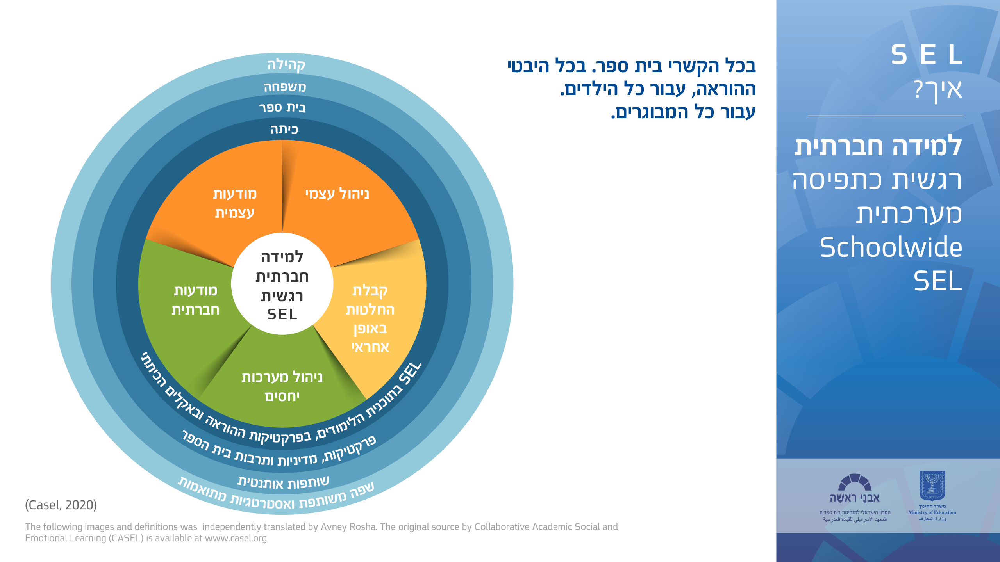 SEL
איך?
למידה חברתית
רגשית כתפיסה
מערכתית
Schoolwide
SEL
בכל הקשרי בית ספר. בכל היבטי
ההוראה, עבור כל הילדים.
עבור כל המבוגרים.
קהילה
משפחה
בית ספר
כיתה
ניהול עצמי
מודעות
עצמית
למידה
חברתית
רגשית
SEL
קבלת
החלטות
באופן
אחראי
מודעות
חברתית
ניהול מערכות
יחסים
SEL בתוכנית הלימודים, בפרקטיקות ההוראה ובאקלים הכיתתי
פרקטיקות, מדיניות ותרבות בית הספר
שותפות אותנטית
שפה משותפת ואסטרטגיות מתואמות
(Casel, 2020)
The following images and definitions was independently translated by Avney Rosha. The original source by Collaborative Academic Social and
Emotional Learning (CASEL) is available at www.casel.org
משרד החינוך
Ministry of Education
وزارة المعارف
אבני ראשה
המכון הישראלי למנהיגות בית ספרית
المعهد الاسرائيلي للقيادة المدرسية